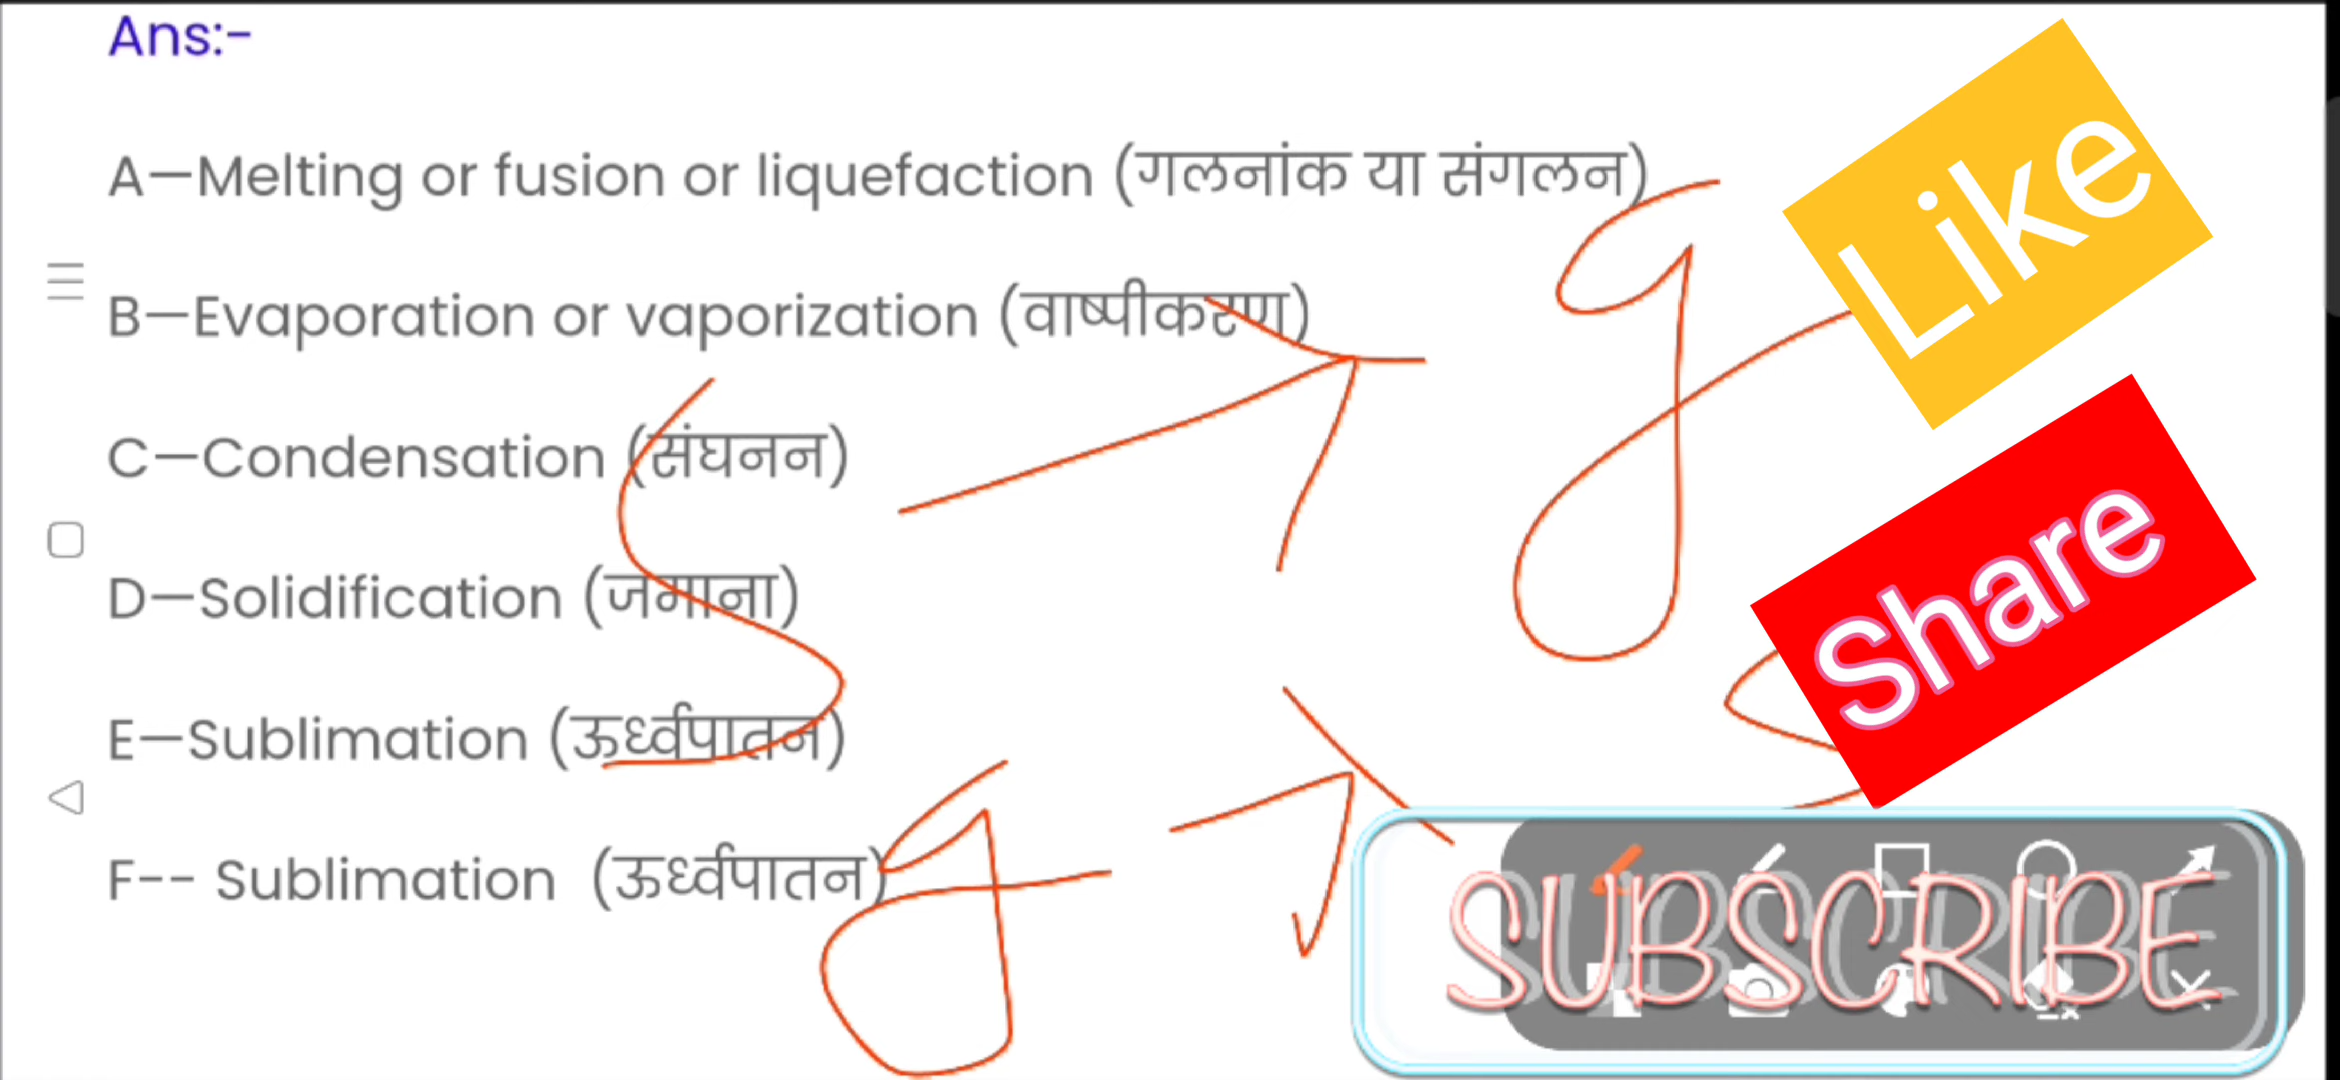 Ans:-
A—Melting or fusion or liquefaction (गलनांक या संगलन)
B—Evaporation or vaporization (वाष्पीकरण)
C—Condensation (संघनन)
D—Solidification (जमाना)
E—Sublimation (ऊर्ध्वपातन)
F-- Sublimation (ऊर्ध्वपातन)
S → g
g → S
Like
Share
SUBSCRIBE